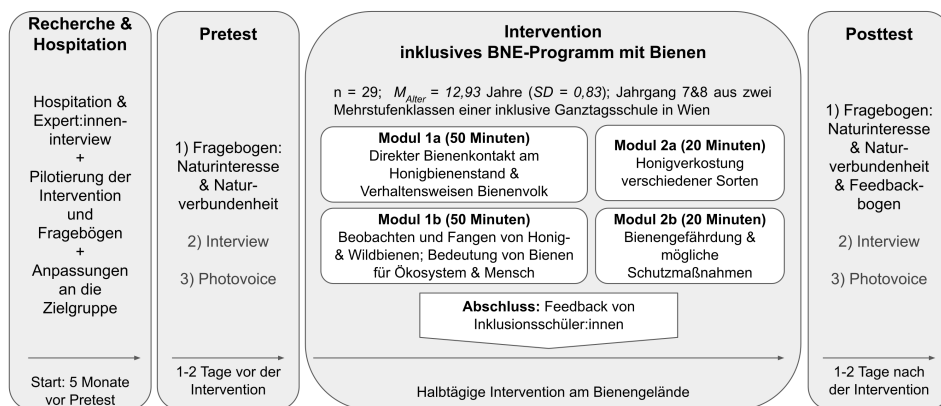 Recherche &
Hospitation
Hospitation &
Expert:innen-
interview
+
Pilotierung der
Intervention
und
Fragebögen
+
Anpassungen
an die
Zielgruppe
Start: 5 Monate
vor Pretest
Pretest
1) Fragebogen:
Naturinteresse
& Natur-
verbundenheit
2) Interview
3) Photovoice
1-2 Tage vor der
Intervention
Intervention
inklusives BNE-Programm mit Bienen
n = 29; M_Alter = 12,93 Jahre (SD = 0,83); Jahrgang 7&8 aus zwei
Mehrstufenklassen einer inklusive Ganztagsschule in Wien
Modul 1a (50 Minuten)
Direkter Bienenkontakt am
Honigbienenstand &
Verhaltensweisen Bienenvolk
Modul 2a (20 Minuten)
Honigverkostung
verschiedener Sorten
Modul 1b (50 Minuten)
Beobachten und Fangen von Honig-
& Wildbienen; Bedeutung von Bienen
für Ökosystem & Mensch
Modul 2b (20 Minuten)
Bienengefährdung &
mögliche
Schutzmaßnahmen
Abschluss: Feedback von
Inklusionsschüler:innen
Halbtägige Intervention am Bienengelände
Posttest
1) Fragebogen:
Naturinteresse
& Natur-
verbundenheit
& Feedback-
bogen
2) Interview
3) Photovoice
1-2 Tage nach
der Intervention